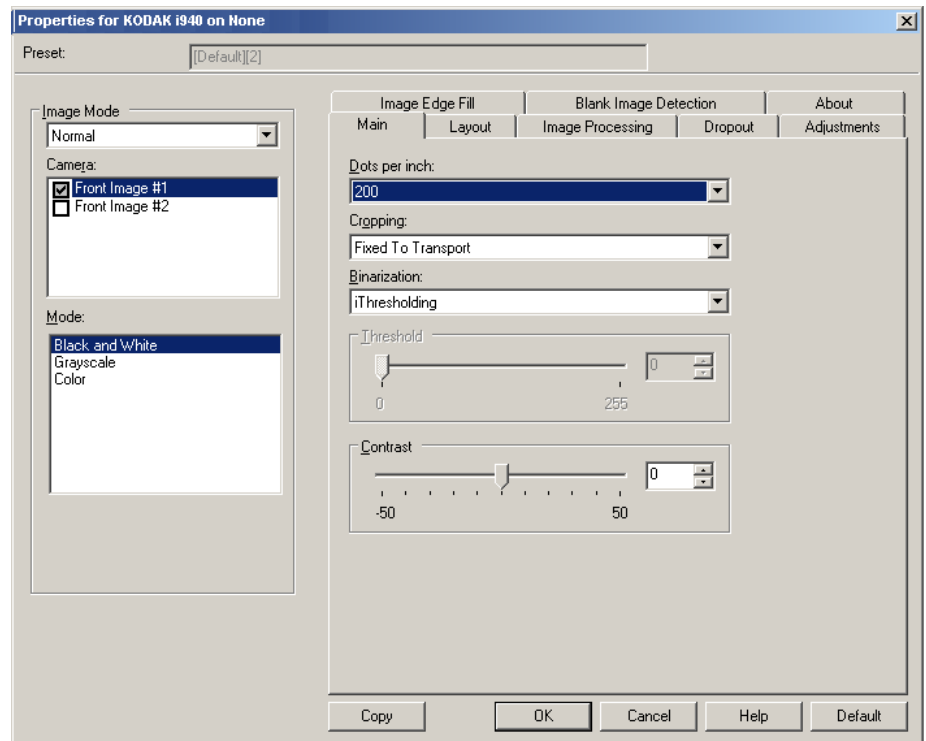 Properties for KODAK i940 on None
Preset:
[Default][2]
Image Mode
Normal
Camera:
Front Image #1
Front Image #2
Mode:
Black and White
Grayscale
Color
Image Edge Fill
Blank Image Detection
About
Main
Layout
Image Processing
Dropout
Adjustments
Dots per inch:
200
Cropping:
Fixed To Transport
Binarization:
iThresholding
Threshold
0
0
255
Contrast
0
-50
50
Copy
OK
Cancel
Help
Default